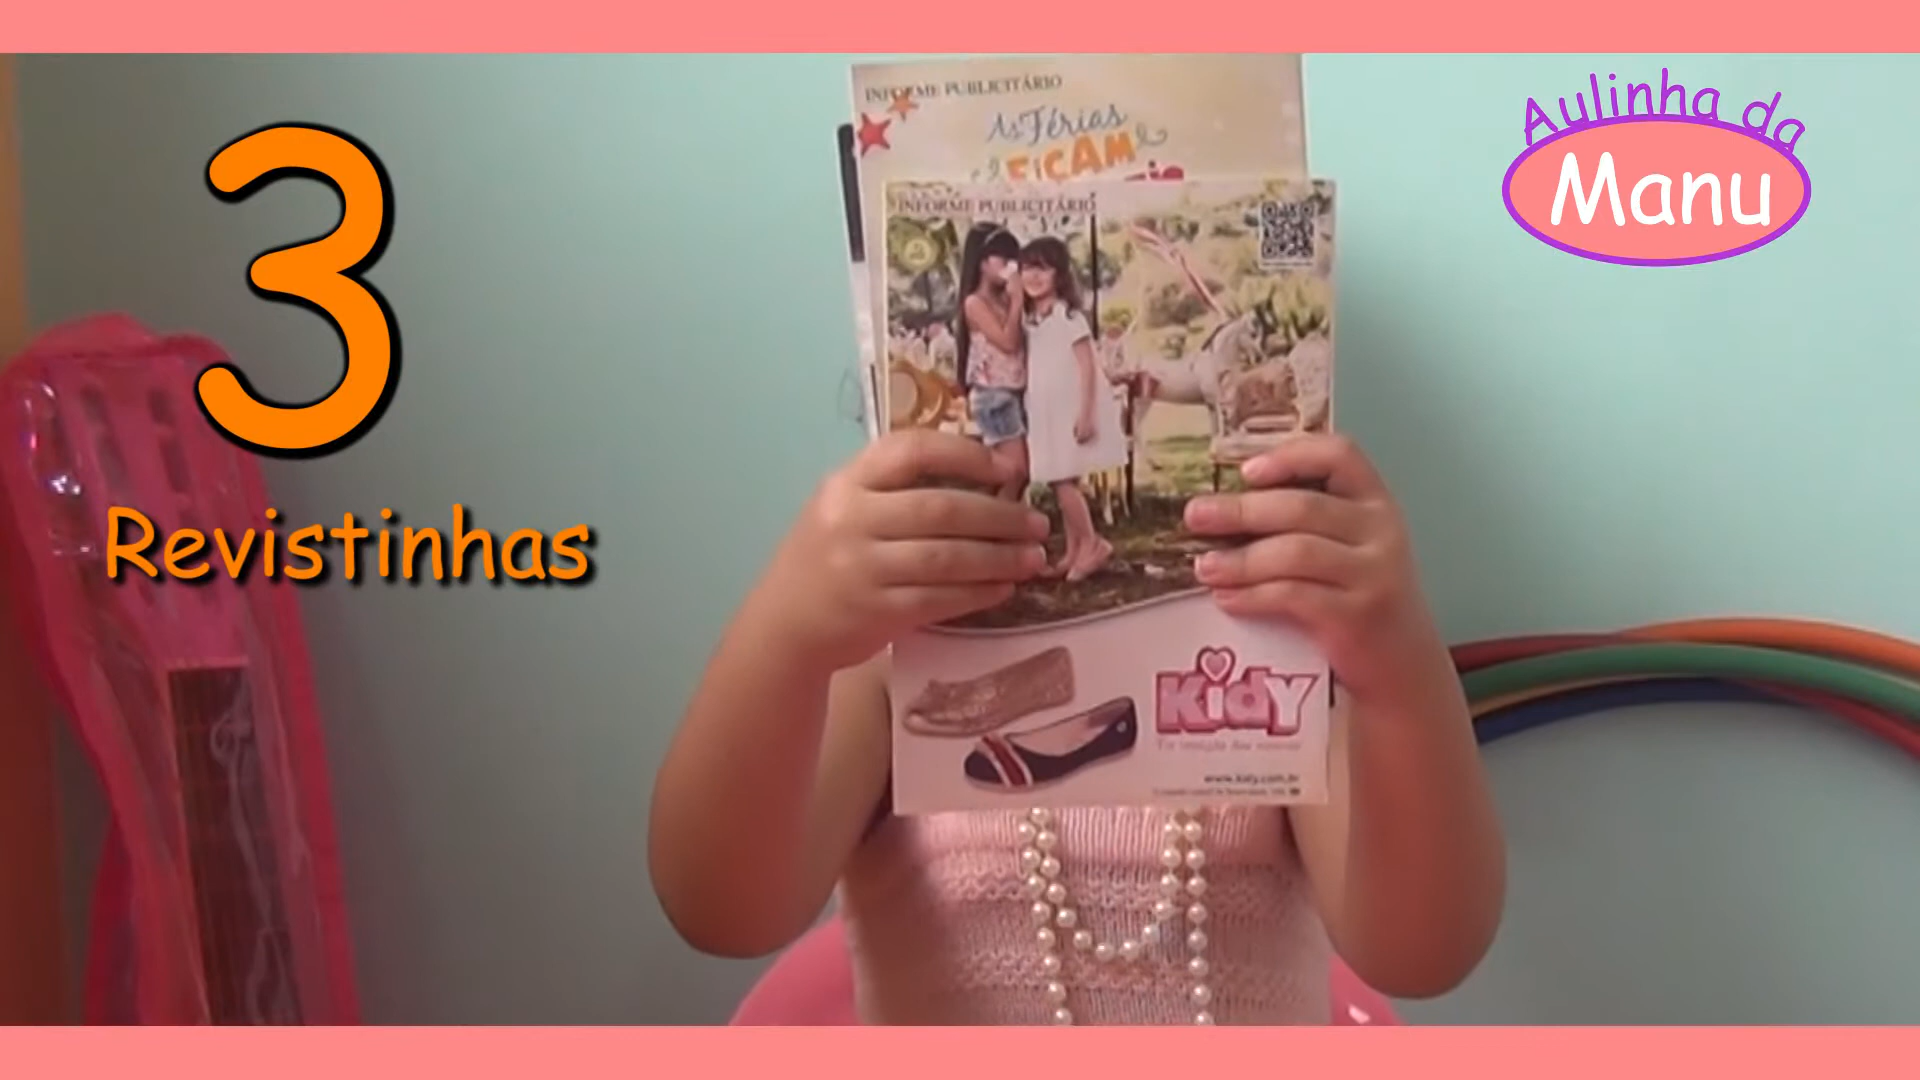 3
Revistinhas
Aulinha da
Manu
INFORME PUBLICITÁRIO
As Férias
FiCAM
INFORME PUBLICITÁRIO
Kidy
www.kidy.com.br